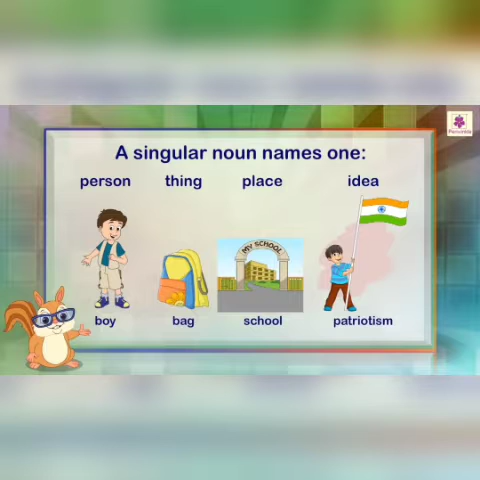 A singular noun names one:
person thing place idea
MY SCHOOL
boy bag school patriotism